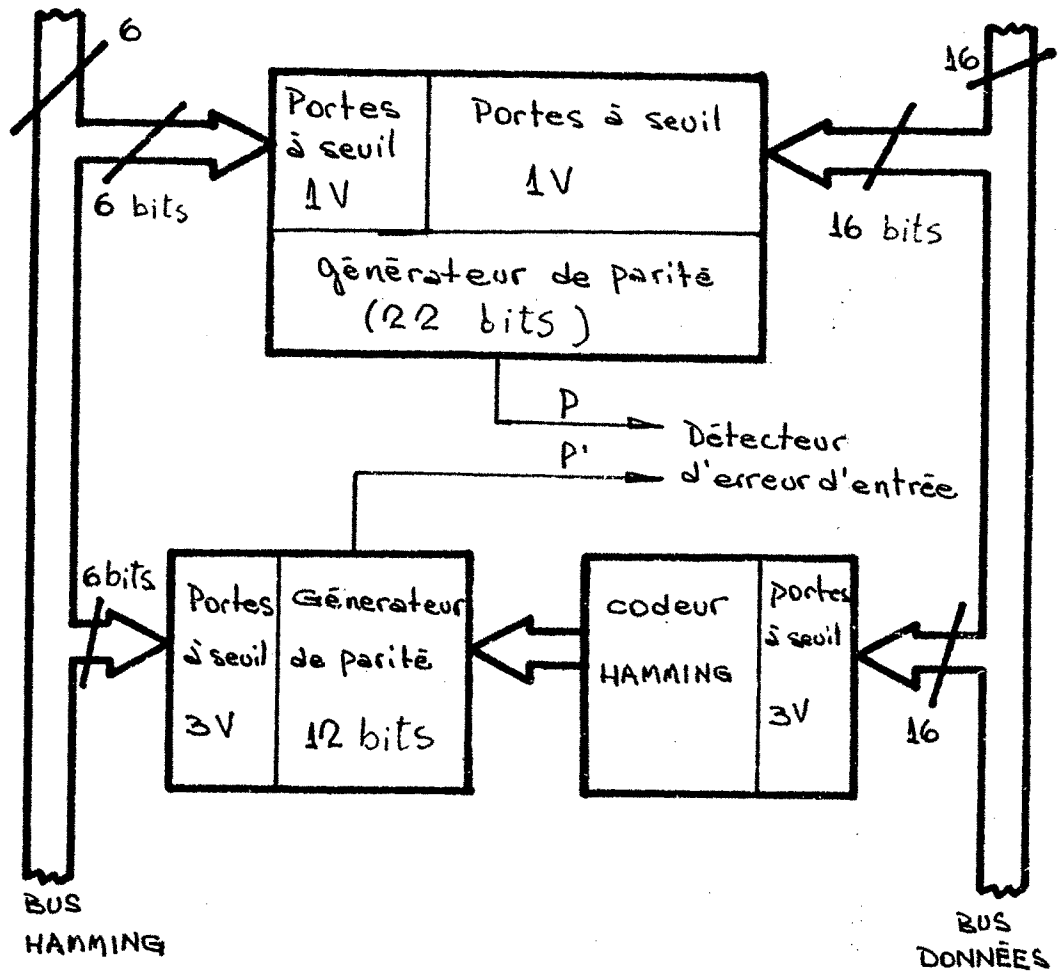 6
16
Portes
à seuil
1V
Portes à seuil
1V
6 bits
16 bits
générateur de parité
(22 bits)
P
P'
Détecteur
d'erreur d'entrée
6bits
Portes
à seuil
3V
Génerateur
de parité
12 bits
codeur
HAMMING
portes
à seuil
3V
16
BUS
HAMMING
BUS
DONNÉES